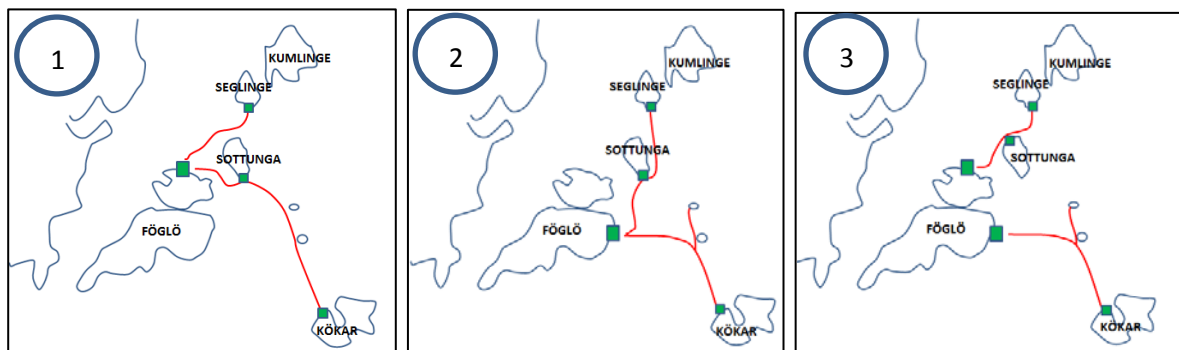 1
KUMLINGE
SEGLINGE
SOTTUNGA
FÖGLÖ
KÖKAR
2
KUMLINGE
SEGLINGE
SOTTUNGA
FÖGLÖ
KÖKAR
3
KUMLINGE
SEGLINGE
SOTTUNGA
FÖGLÖ
KÖKAR